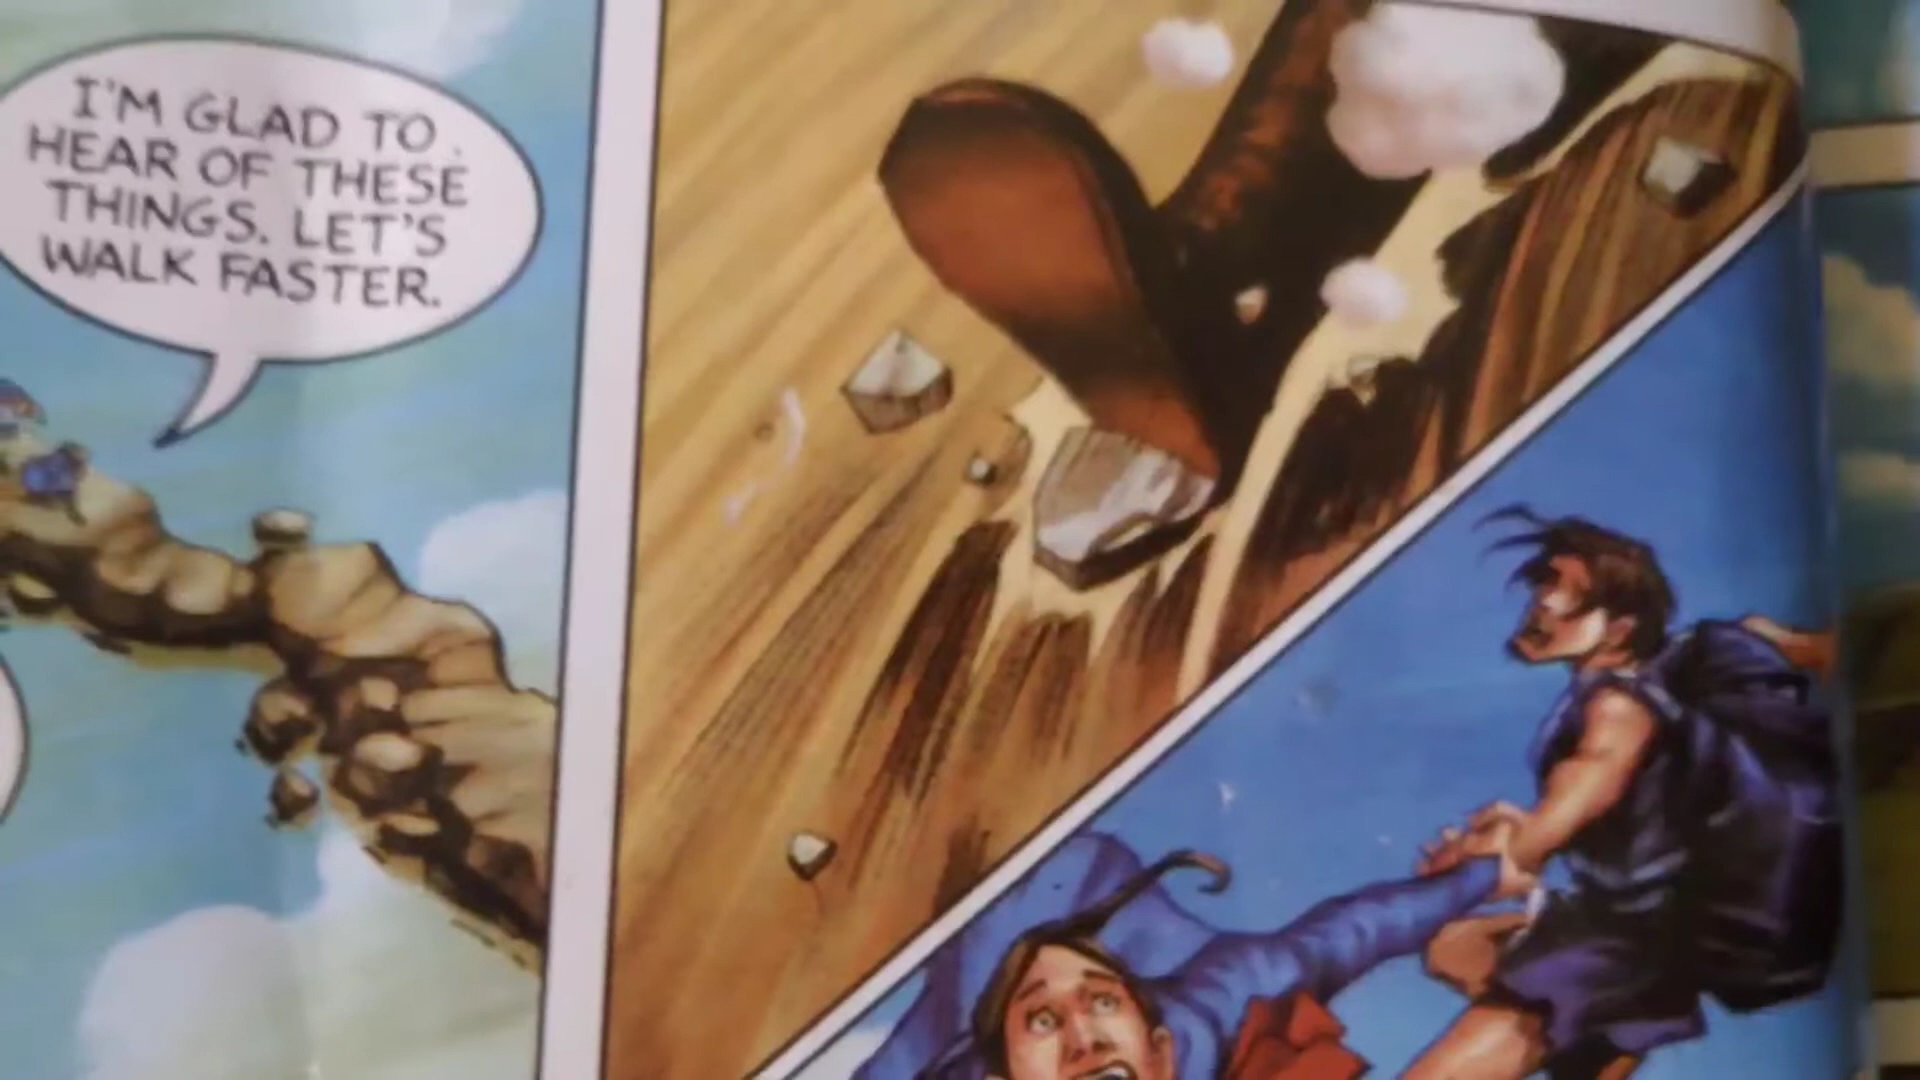 I'M GLAD TO
HEAR OF THESE
THINGS. LET'S
WALK FASTER.